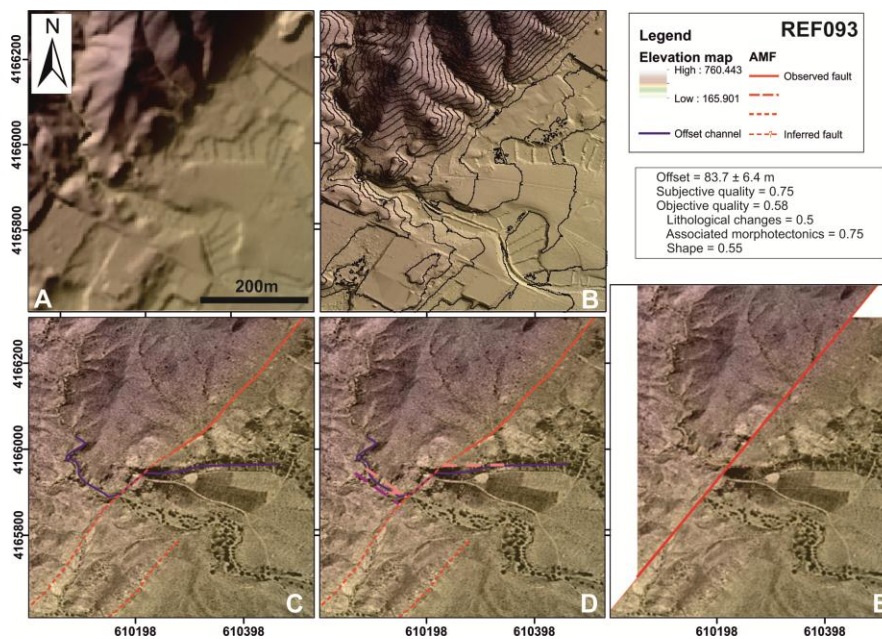 N
4166200
4166000
4165800
200m
A
B
Legend
REF093
Elevation map
AMF
High : 760.443
Low : 165.901
Observed fault
Offset channel
Inferred fault
Offset = 83.7 ± 6.4 m
Subjective quality = 0.75
Objective quality = 0.58
Lithological changes = 0.5
Associated morphotectonics = 0.75
Shape = 0.55
4166200
4166000
4165800
C
D
E
610198
610398
610198
610398
610198
610398